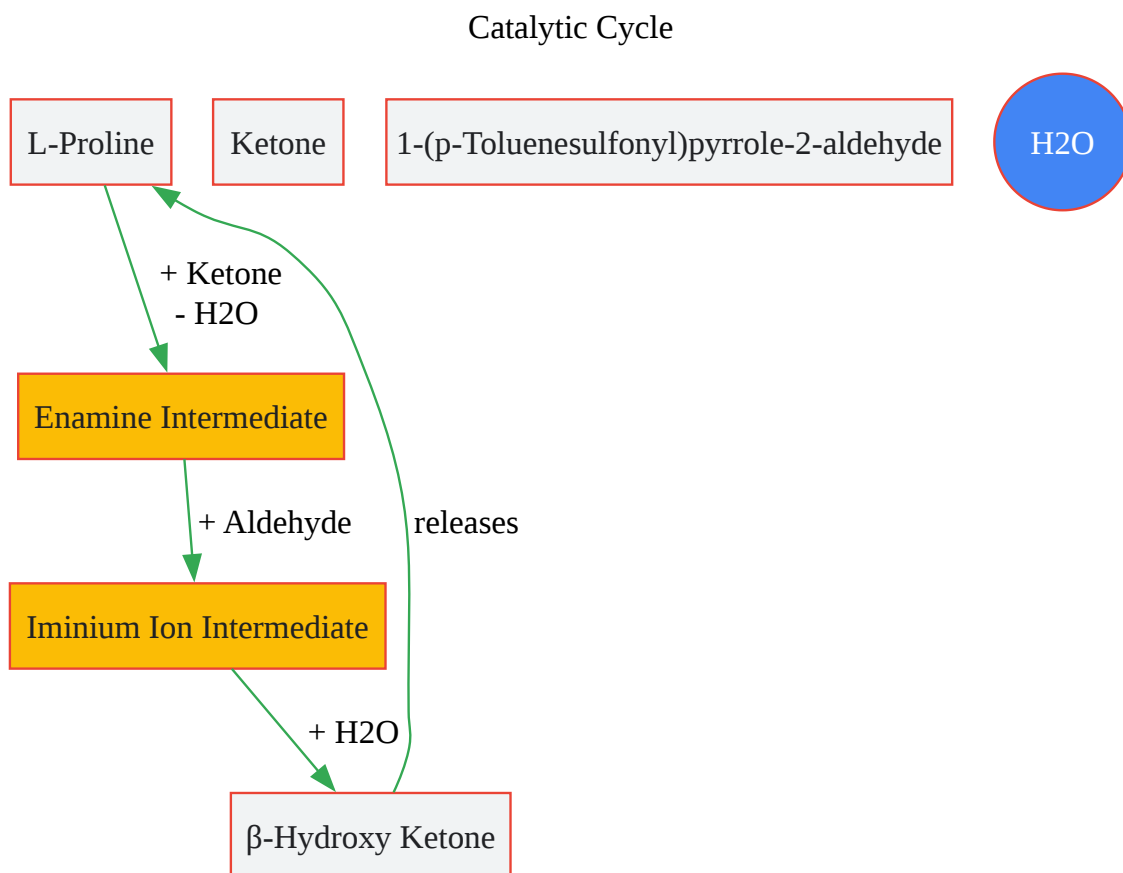 Catalytic Cycle
L-Proline
Ketone
1-(p-Toluenesulfonyl)pyrrole-2-aldehyde
H2O
+ Ketone
- H2O
Enamine Intermediate
+ Aldehyde
releases
Iminium Ion Intermediate
+ H2O
β-Hydroxy Ketone